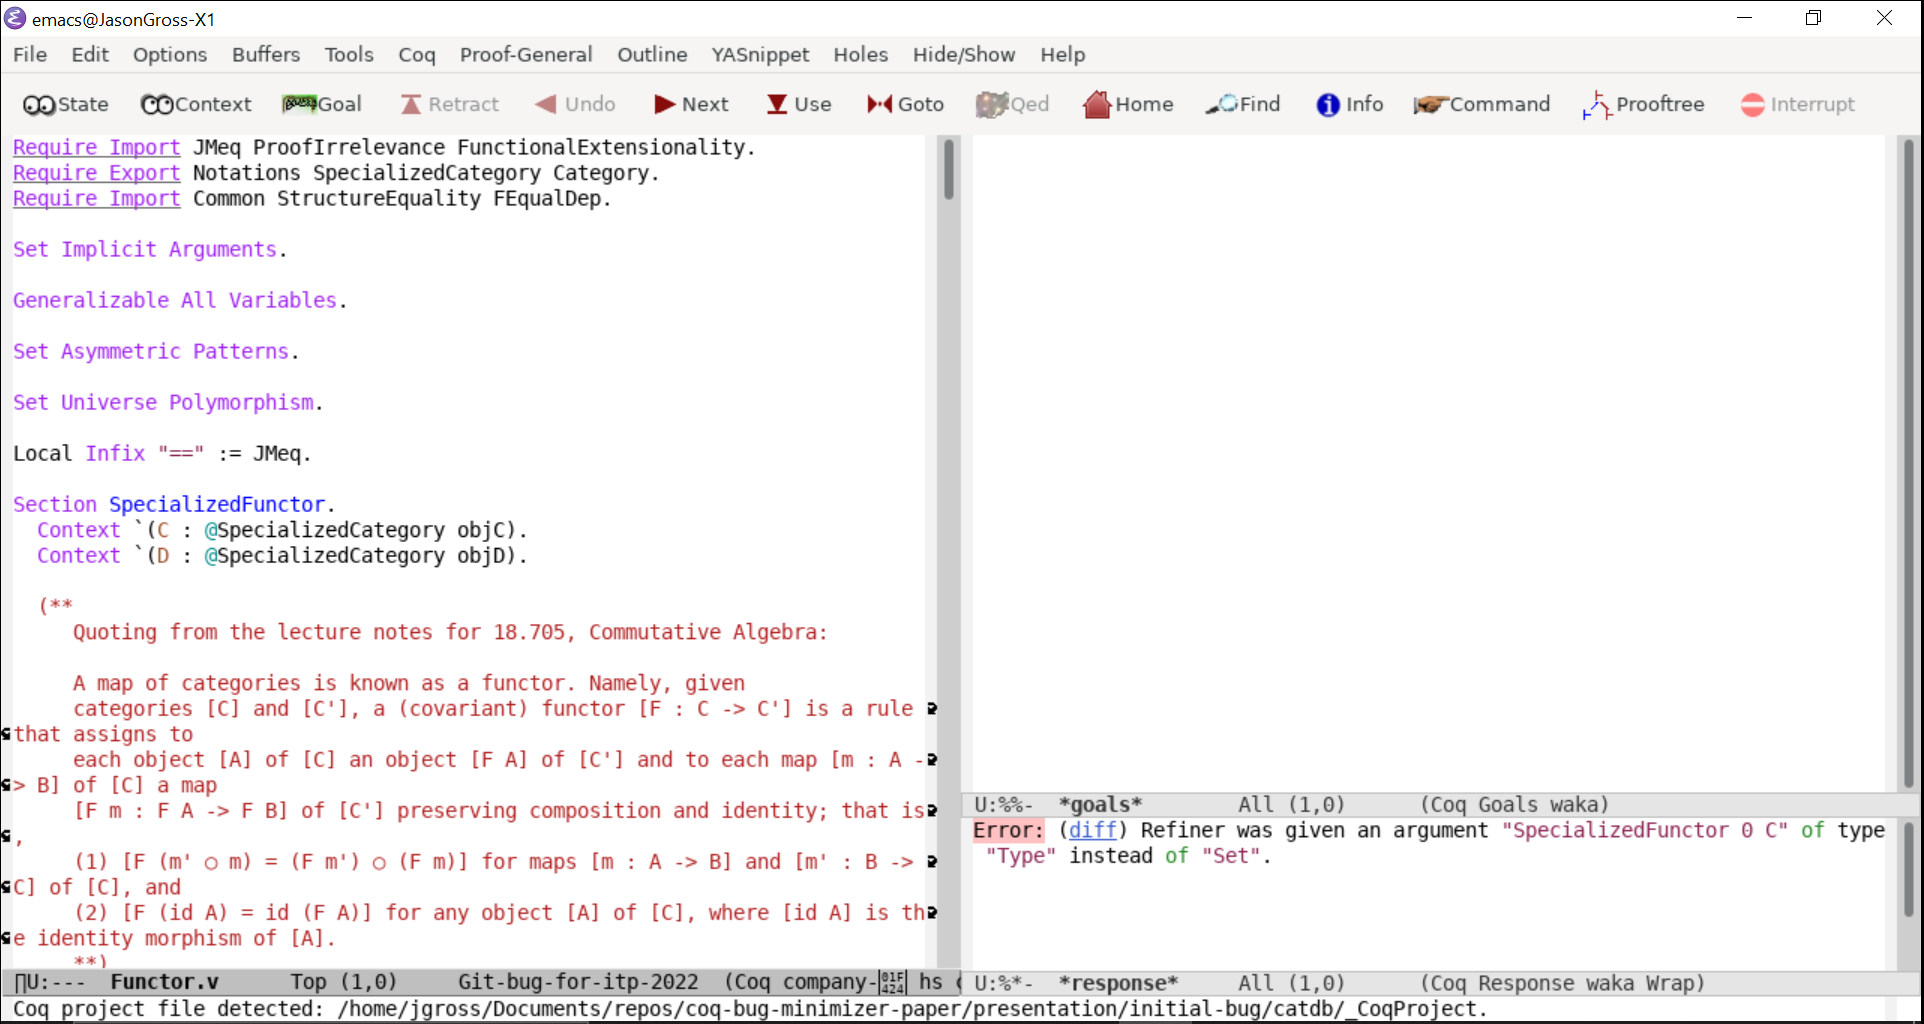 emacs@JasonGross-X1
File Edit Options Buffers Tools Coq Proof-General Outline YASnippet Holes Hide/Show Help
State Context Goal Retract Undo Next Use Goto Qed Home Find Info Command Prooftree Interrupt
Require Import JMeq ProofIrrelevance FunctionalExtensionality.
Require Export Notations SpecializedCategory Category.
Require Import Common StructureEquality FEqualDep.
Set Implicit Arguments.
Generalizable All Variables.
Set Asymmetric Patterns.
Set Universe Polymorphism.
Local Infix "==" := JMeq.
Section SpecializedFunctor.
Context `(C : @SpecializedCategory objC).
Context `(D : @SpecializedCategory objD).
(**
Quoting from the lecture notes for 18.705, Commutative Algebra:
A map of categories is known as a functor. Namely, given
categories [C] and [C'], a (covariant) functor [F : C -> C'] is a rule
that assigns to
each object [A] of [C] an object [F A] of [C'] and to each map [m : A -
> B] of [C] a map
[F m : F A -> F B] of [C'] preserving composition and identity; that is
,
(1) [F (m' ○ m) = (F m') ○ (F m)] for maps [m : A -> B] and [m' : B ->
C] of [C], and
(2) [F (id A) = id (F A)] for any object [A] of [C], where [id A] is th
e identity morphism of [A].
**)
U:--- Functor.v Top (1,0) Git-bug-for-itp-2022 (Coq company-01F424 hs
U:%%- *goals* All (1,0) (Coq Goals waka)
Error: (diff) Refiner was given an argument "SpecializedFunctor 0 C" of type
"Type" instead of "Set".
U:%*- *response* All (1,0) (Coq Response waka Wrap)
Coq project file detected: /home/jgross/Documents/repos/coq-bug-minimizer-paper/presentation/initial-bug/catdb/_CoqProject.